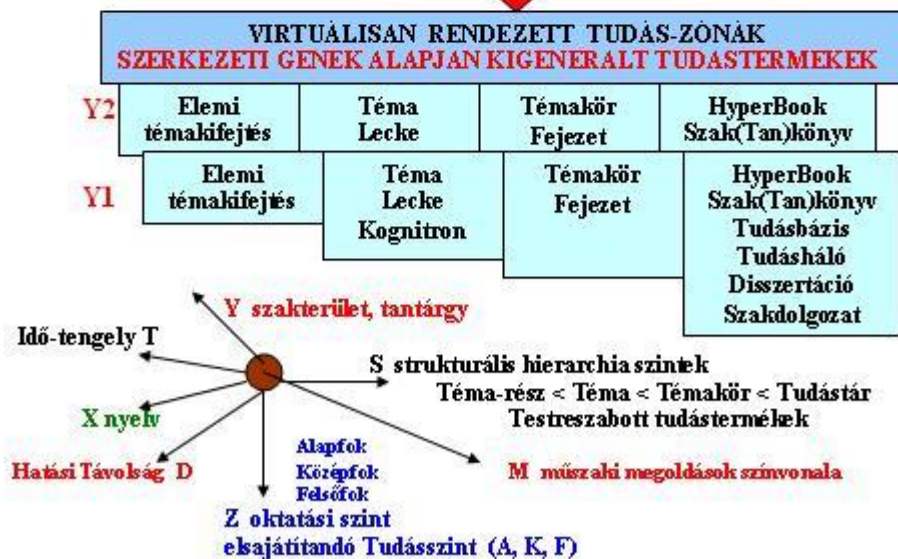 VIRTUÁLISAN RENDEZETT TUDÁS-ZÓNÁK
SZERKEZETI GENEK ALAPJAN KIGENERALT TUDASTERMEKEK
Y2
Elemi
témakifejtés
Téma
Lecke
Témakör
Fejezet
HyperBook
Szak(Tan)könyv
Y1
Elemi
témakifejtés
Téma
Lecke
Kognitron
Témakör
Fejezet
HyperBook
Szak(Tan)könyv
Tudásbázis
Tudásháló
Disszertáció
Szakdolgozat
Y szakterület, tantárgy
Idő-tengely T
S strukturális hierarchia szintek
Téma-rész < Téma < Témakör < Tudástár
Testreszabott tudástermékek
X nyelv
Hatási Távolság D
Alapfok
Középfok
Felsőfok
M műszaki megoldások színvonala
Z oktatási szint
elsajátítandó Tudásszint (A, K, F)